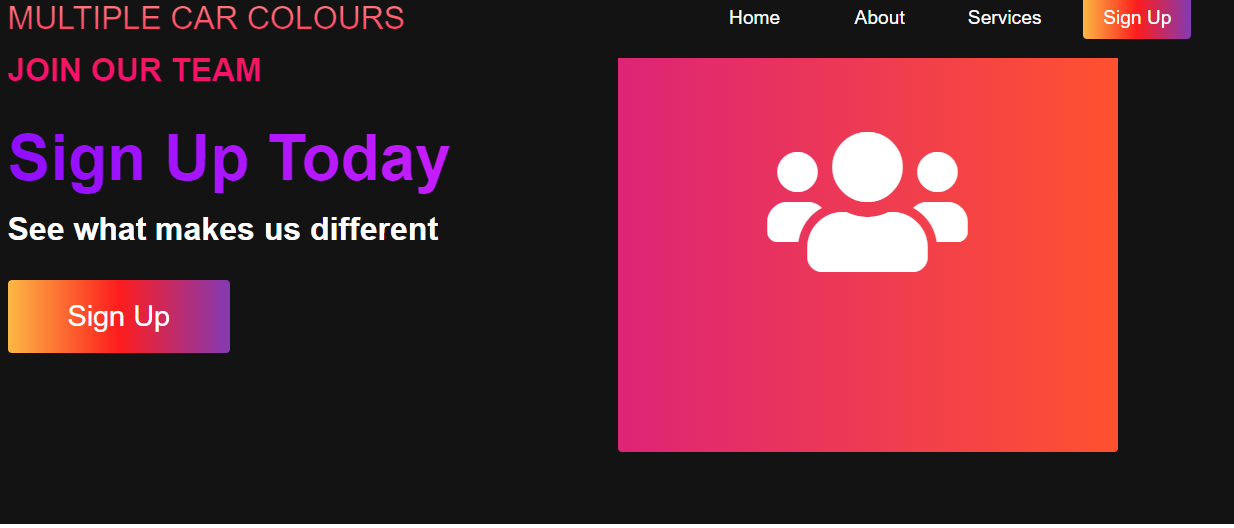 MULTIPLE CAR COLOURS
Home About Services Sign Up
JOIN OUR TEAM
Sign Up Today
See what makes us different
Sign Up